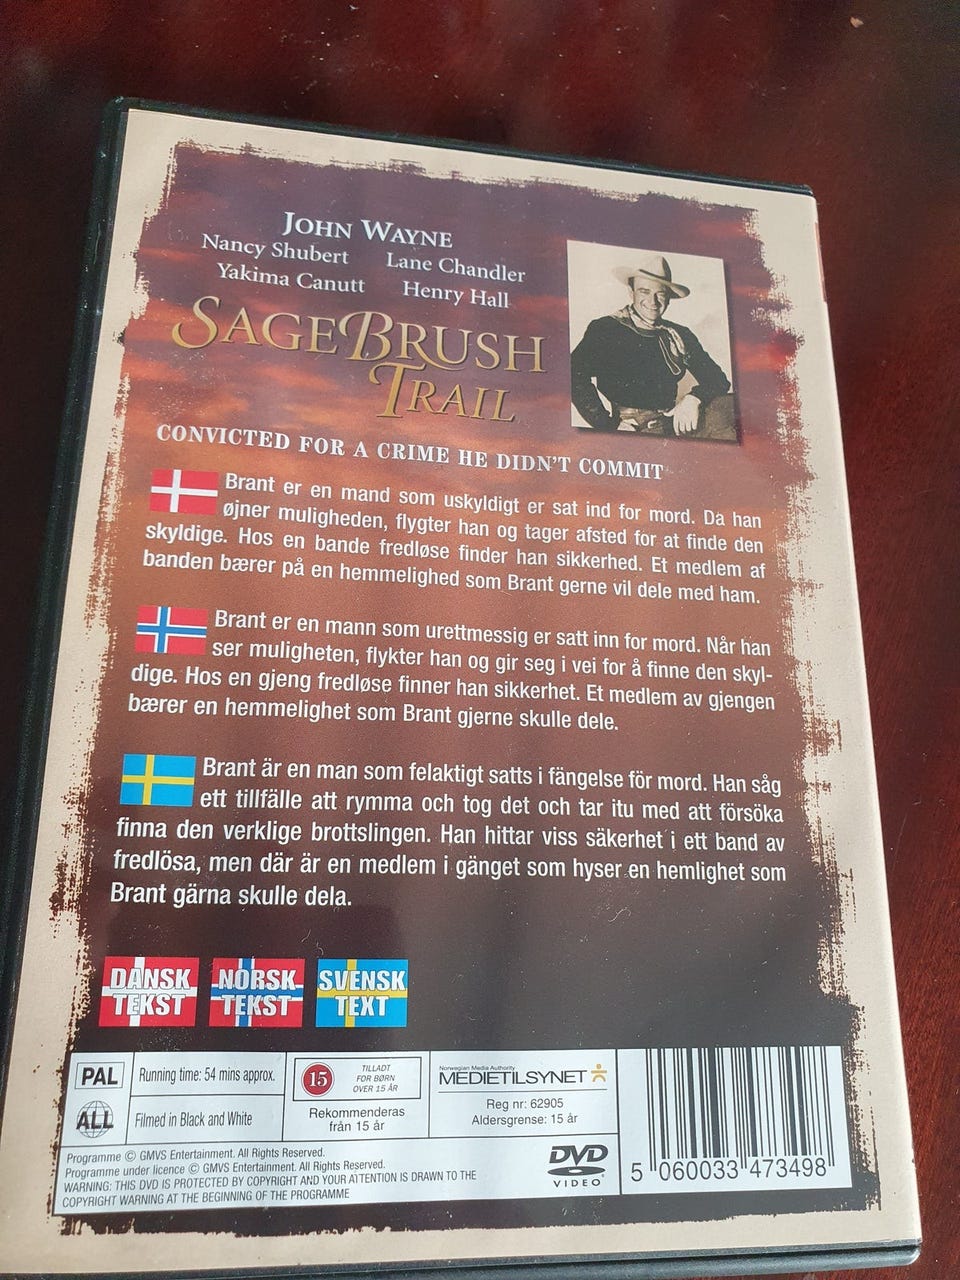 JOHN WAYNE
Nancy Shubert Lane Chandler
Yakima Canutt Henry Hall
SAGEBRUSH
TRAIL
CONVICTED FOR A CRIME HE DIDN'T COMMIT
Brant er en mand som uskyldigt er sat ind for mord. Da han
øjner muligheden, flygter han og tager afsted for at finde den
skyldige. Hos en bande fredløse finder han sikkerhed. Et medlem af
banden bærer på en hemmelighed som Brant gerne vil dele med ham.
Brant er en mann som urettmessig er satt inn for mord. Når han
ser muligheten, flykter han og gir seg i vei for å finne den skyl-
dige. Hos en gjeng fredløse finner han sikkerhet. Et medlem av gjengen
bærer en hemmelighet som Brant gjerne skulle dele.
Brant är en man som felaktigt satts i fängelse för mord. Han såg
ett tillfälle att rymma och tog det och tar itu med att försöka
finna den verklige brottslingen. Han hittar viss säkerhet i ett band av
fredlösa, men där är en medlem i gänget som hyser en hemlighet som
Brant gärna skulle dela.
DANSK TEKST
NORSK TEKST
SVENSK TEXT
PAL
Running time: 54 mins approx.
ALL
Filmed in Black and White
15
TILLADT
FOR BØRN
OVER 15 ÅR
Rekommenderas
från 15 år
Norwegian Media Authority
MEDIETILSYNET
Reg nr: 62905
Aldersgrense: 15 år
Programme © GMVS Entertainment. All Rights Reserved.
Programme under licence © GMVS Entertainment. All Rights Reserved.
WARNING: THIS DVD IS PROTECTED BY COPYRIGHT AND YOUR ATTENTION IS DRAWN TO THE
COPYRIGHT WARNING AT THE BEGINNING OF THE PROGRAMME
DVD
VIDEO
5 060033 473498